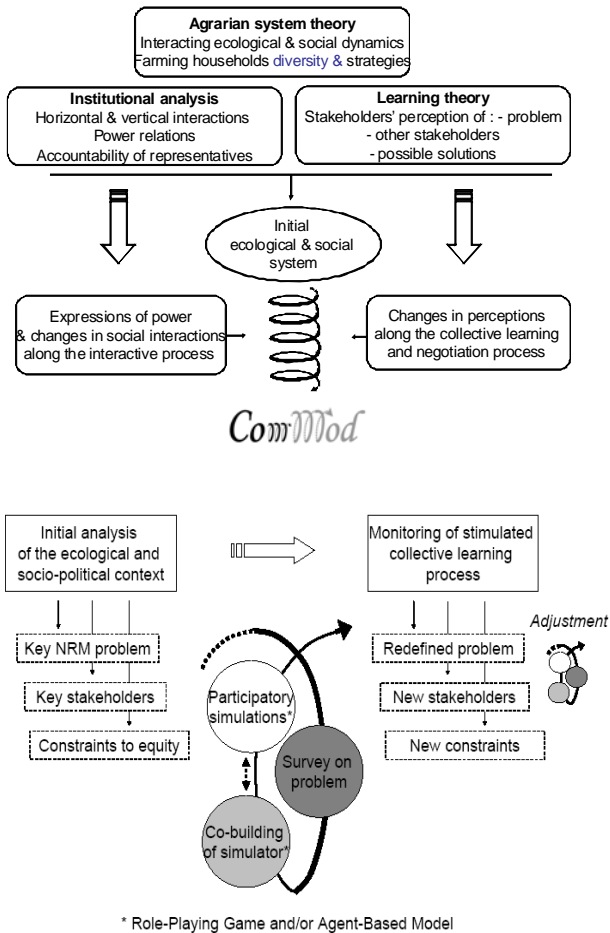 Agrarian system theory
Interacting ecological & social dynamics
Farming households diversity & strategies
Institutional analysis
Horizontal & vertical interactions
Power relations
Accountability of representatives
Learning theory
Stakeholders' perception of : - problem
- other stakeholders
- possible solutions
Initial
ecological & social
system
Expressions of power
& changes in social interactions
along the interactive process
Changes in perceptions
along the collective learning
and negotiation process
ComMod
Initial analysis
of the ecological and
socio-political context
Monitoring of stimulated
collective learning
process
Key NRM problem
Key stakeholders
Constraints to equity
Participatory
simulations*
Survey on
problem
Co-building
of simulator*
Redefined problem
New stakeholders
New constraints
Adjustment
* Role-Playing Game and/or Agent-Based Model